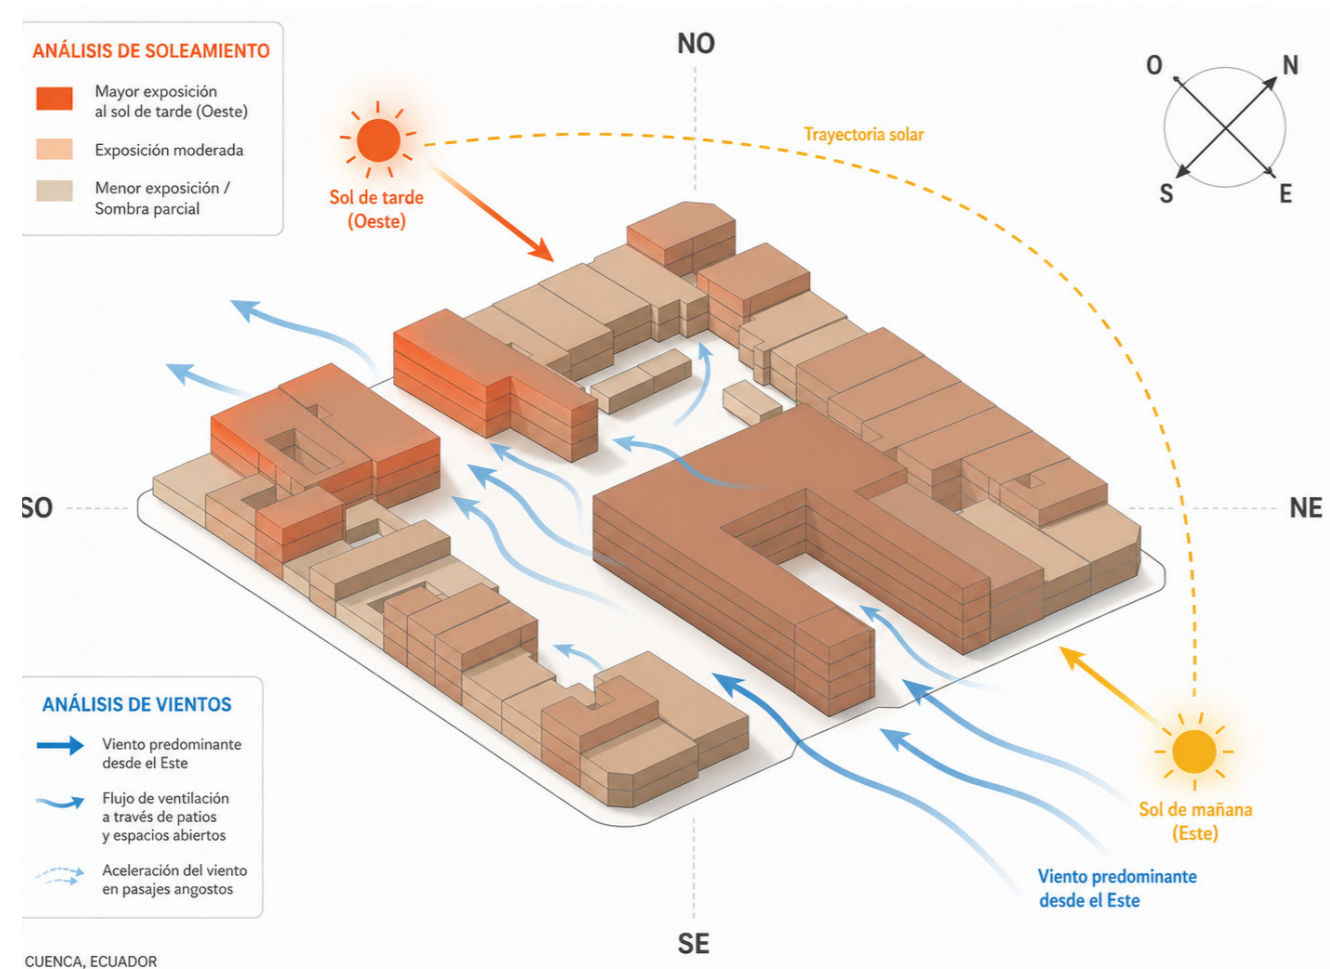 NO
ANÁLISIS DE SOLEAMIENTO
Mayor exposición
al sol de tarde (Oeste)
Exposición moderada
Menor exposición /
Sombra parcial
Sol de tarde
(Oeste)
Trayectoria solar
O
N
S
E
SO
NE
ANÁLISIS DE VIENTOS
Viento predominante
desde el Este
Flujo de ventilación
a través de patios
y espacios abiertos
Aceleración del viento
en pasajes angostos
Sol de mañana
(Este)
Viento predominante
desde el Este
SE
CUENCA, ECUADOR